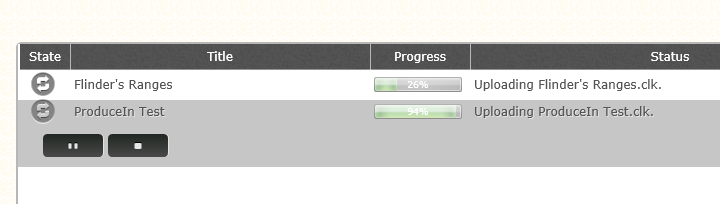 State Title Progress Status
Flinder's Ranges 26% Uploading Flinder's Ranges.clk.
ProduceIn Test 94% Uploading ProduceIn Test.clk.